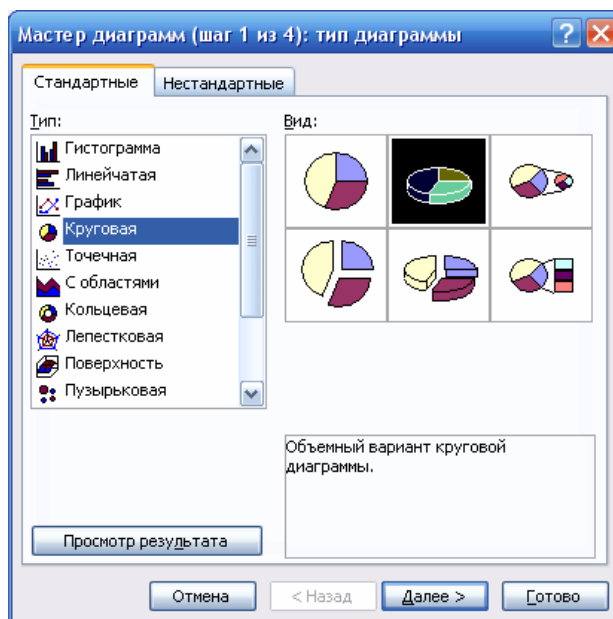 Мастер диаграмм (шаг 1 из 4): тип диаграммы
Стандартные Нестандартные
Тип:
Гистограмма
Линейчатая
График
Круговая
Точечная
С областями
Кольцевая
Лепестковая
Поверхность
Пузырьковая
Вид:
Объемный вариант круговой
диаграммы.
Просмотр результата
Отмена < Назад Далее > Готово